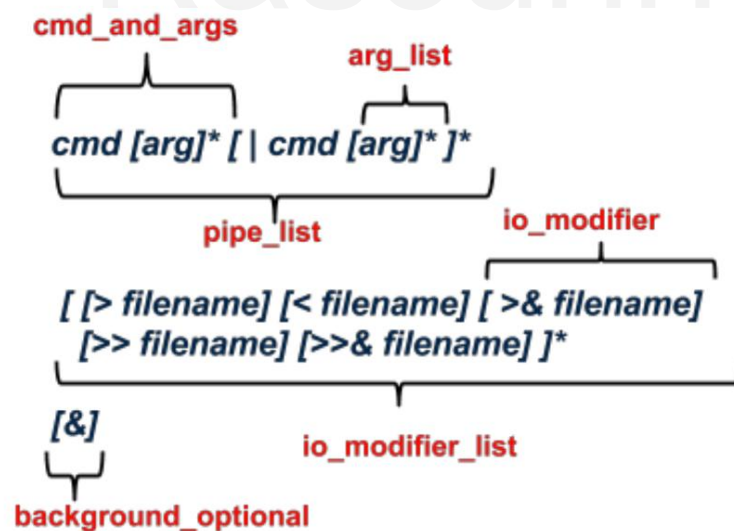 cmd_and_args
arg_list
cmd [arg]* [ | cmd [arg]* ]*
pipe_list
io_modifier
[ [> filename] [< filename] [ >& filename]
[>> filename] [>>& filename] ]*
[&]
io_modifier_list
background_optional